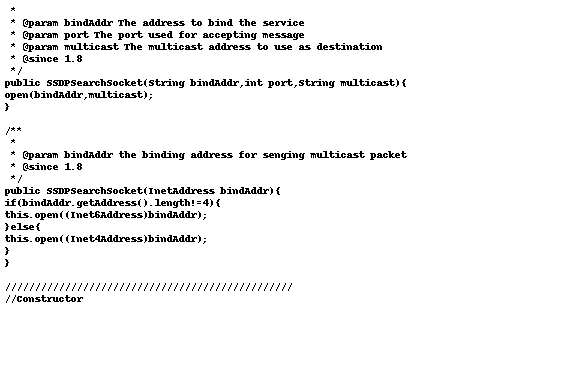 *
* @param bindAddr The address to bind the service
* @param port The port used for accepting message
* @param multicast The multicast address to use as destination
* @since 1.8
*/
public SSDPSearchSocket(String bindAddr,int port,String multicast){
open(bindAddr,multicast);
}
/**
*
* @param bindAddr the binding address for senging multicast packet
* @since 1.8
*/
public SSDPSearchSocket(InetAddress bindAddr){
if(bindAddr.getAddress().length!=4){
this.open((Inet6Address)bindAddr);
}else{
this.open((Inet4Address)bindAddr);
}
}
////////////////////////////////////////////////
//Constructor